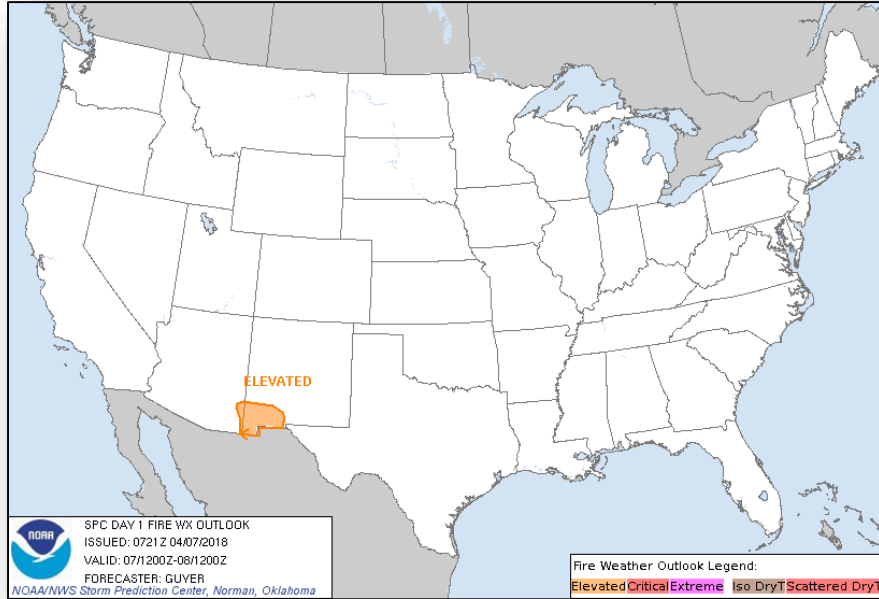 ELEVATED
NOAA
SPC DAY 1 FIRE WX OUTLOOK
ISSUED: 0721Z 04/07/2018
VALID: 07/1200Z-08/1200Z
FORECASTER: GUYER
NOAA/NWS Storm Prediction Center, Norman, Oklahoma
Fire Weather Outlook Legend:
Elevated Critical Extreme Iso DryT Scattered DryT